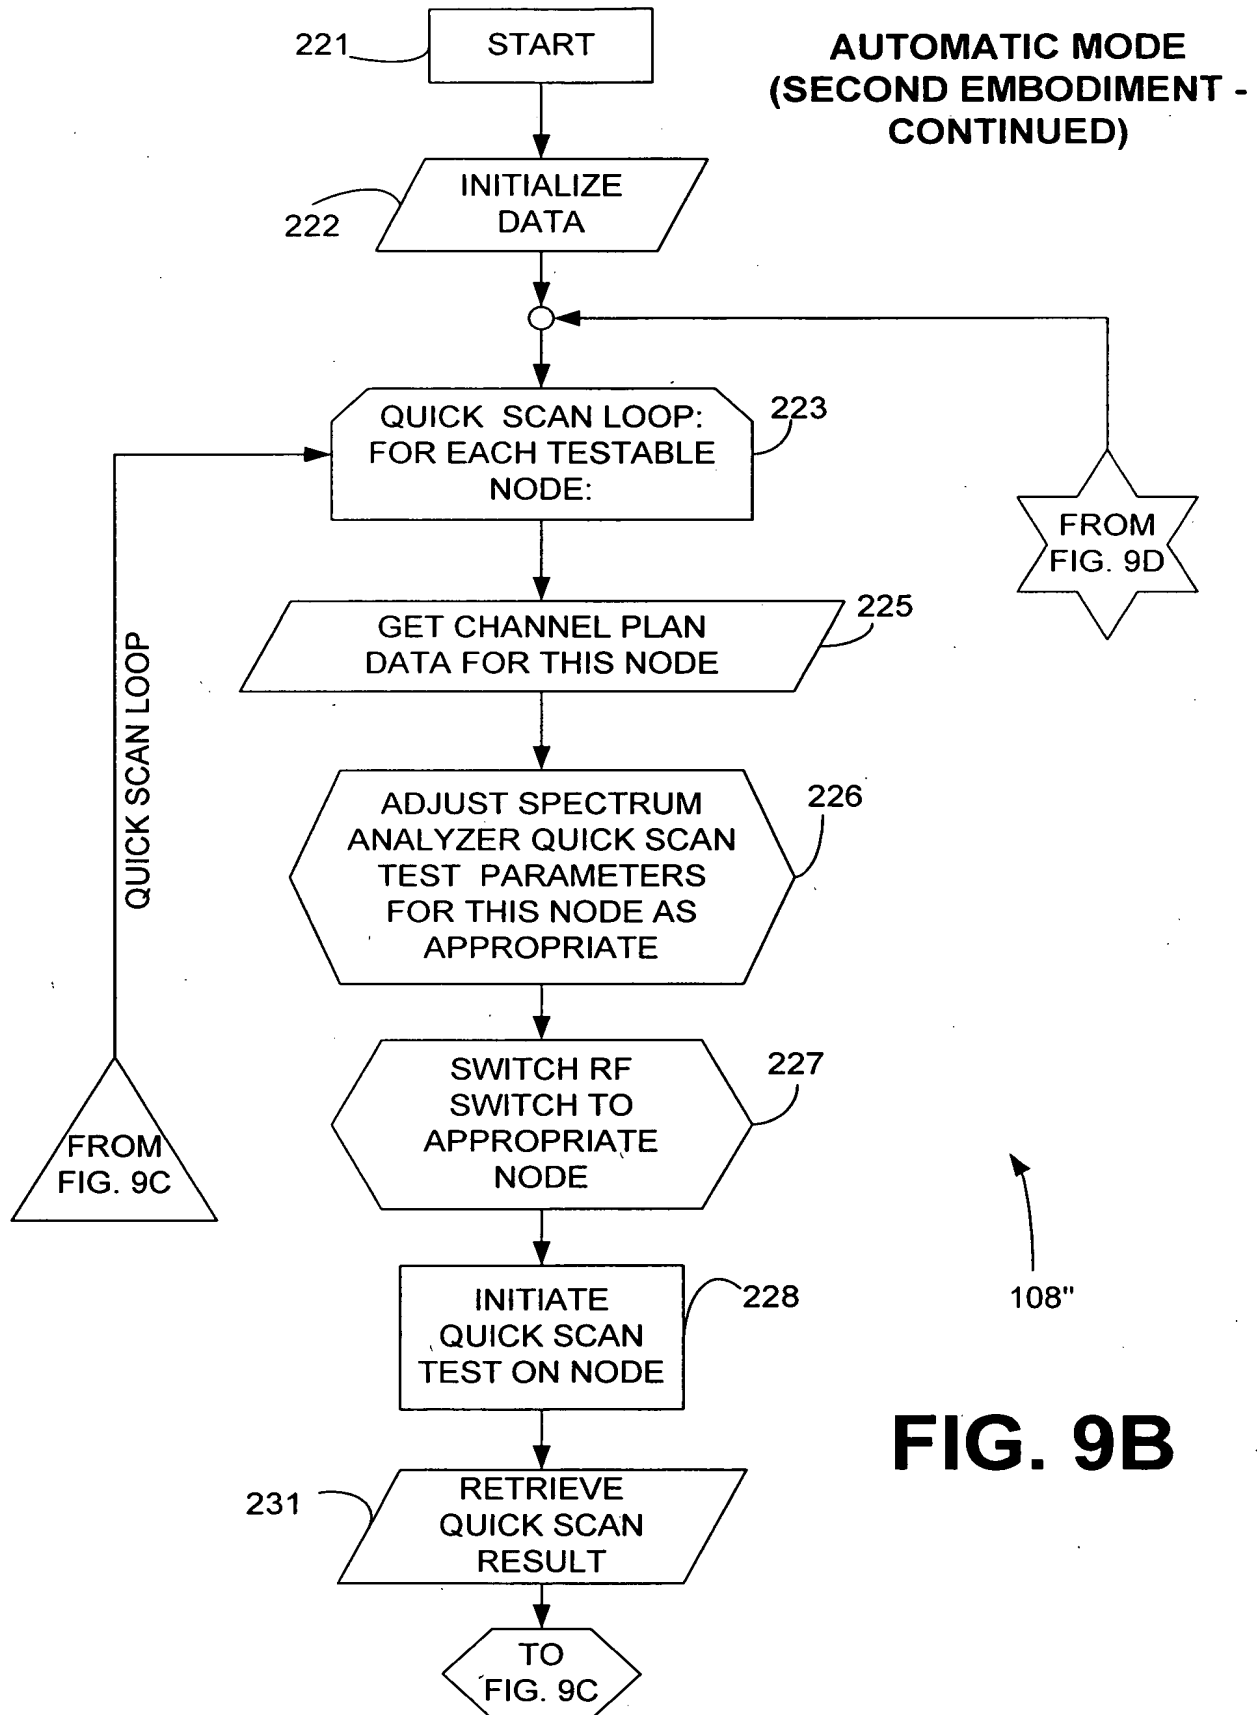 221
START
AUTOMATIC MODE
(SECOND EMBODIMENT -
CONTINUED)
222
INITIALIZE
DATA
QUICK SCAN LOOP:
FOR EACH TESTABLE
NODE:
223
FROM
FIG. 9D
GET CHANNEL PLAN
DATA FOR THIS NODE
225
QUICK SCAN LOOP
ADJUST SPECTRUM
ANALYZER QUICK SCAN
TEST PARAMETERS
FOR THIS NODE AS
APPROPRIATE
226
SWITCH RF
SWITCH TO
APPROPRIATE
NODE
227
FROM
FIG. 9C
INITIATE
QUICK SCAN
TEST ON NODE
228
108"
FIG. 9B
231
RETRIEVE
QUICK SCAN
RESULT
TO
FIG. 9C